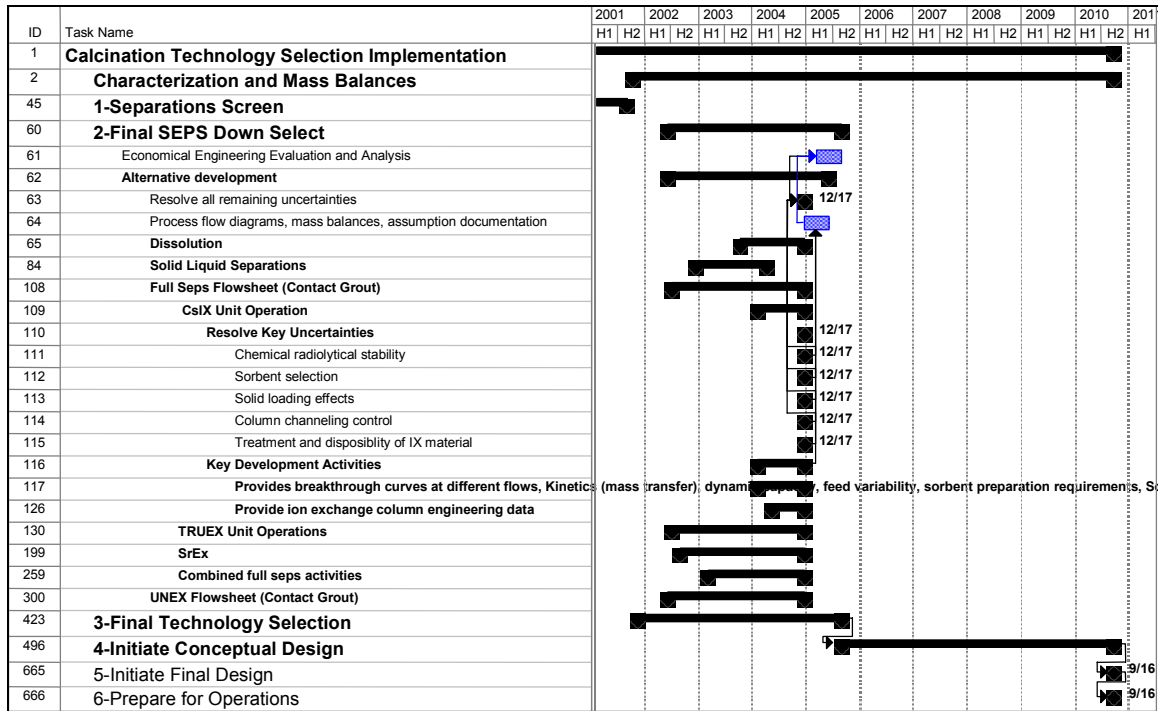 2001 2002 2003 2004 2005 2006 2007 2008 2009 2010 201
ID Task Name H1 H2 H1 H2 H1 H2 H1 H2 H1 H2 H1 H2 H1 H2 H1 H2 H1 H2 H1 H2 H1
1 Calcination Technology Selection Implementation
2 Characterization and Mass Balances
45 1-Separations Screen
60 2-Final SEPS Down Select
61 Economical Engineering Evaluation and Analysis
62 Alternative development
63 Resolve all remaining uncertainties 12/17
64 Process flow diagrams, mass balances, assumption documentation
65 Dissolution
84 Solid Liquid Separations
108 Full Seps Flowsheet (Contact Grout)
109 CsIX Unit Operation
110 Resolve Key Uncertainties 12/17
111 Chemical radiolytical stability 12/17
112 Sorbent selection 12/17
113 Solid loading effects 12/17
114 Column channeling control 12/17
115 Treatment and disposiblity of IX material 12/17
116 Key Development Activities
117 Provides breakthrough curves at different flows, Kinetics (mass transfer), feed variability, sorbent preparation requirements,
126 Provide ion exchange column engineering data
130 TRUEX Unit Operations
199 SrEx
259 Combined full seps activities
300 UNEX Flowsheet (Contact Grout)
423 3-Final Technology Selection
496 4-Initiate Conceptual Design
665 5-Initiate Final Design 9/16
666 6-Prepare for Operations 9/16